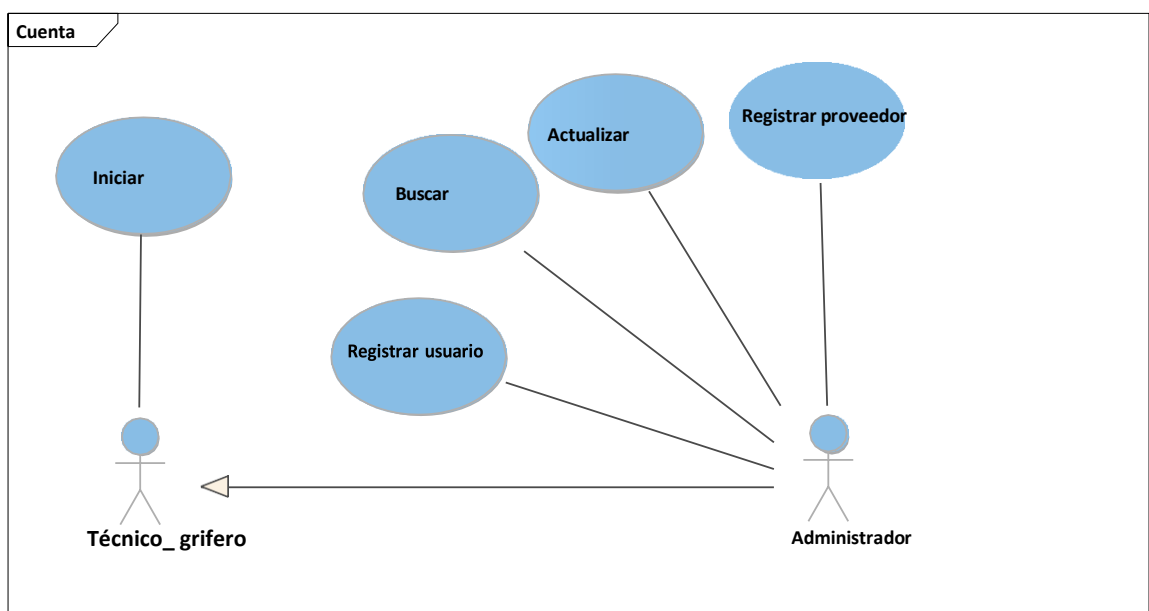 Cuenta
Registrar proveedor
Actualizar
Iniciar
Buscar
Registrar usuario
Técnico_ grifero
Administrador